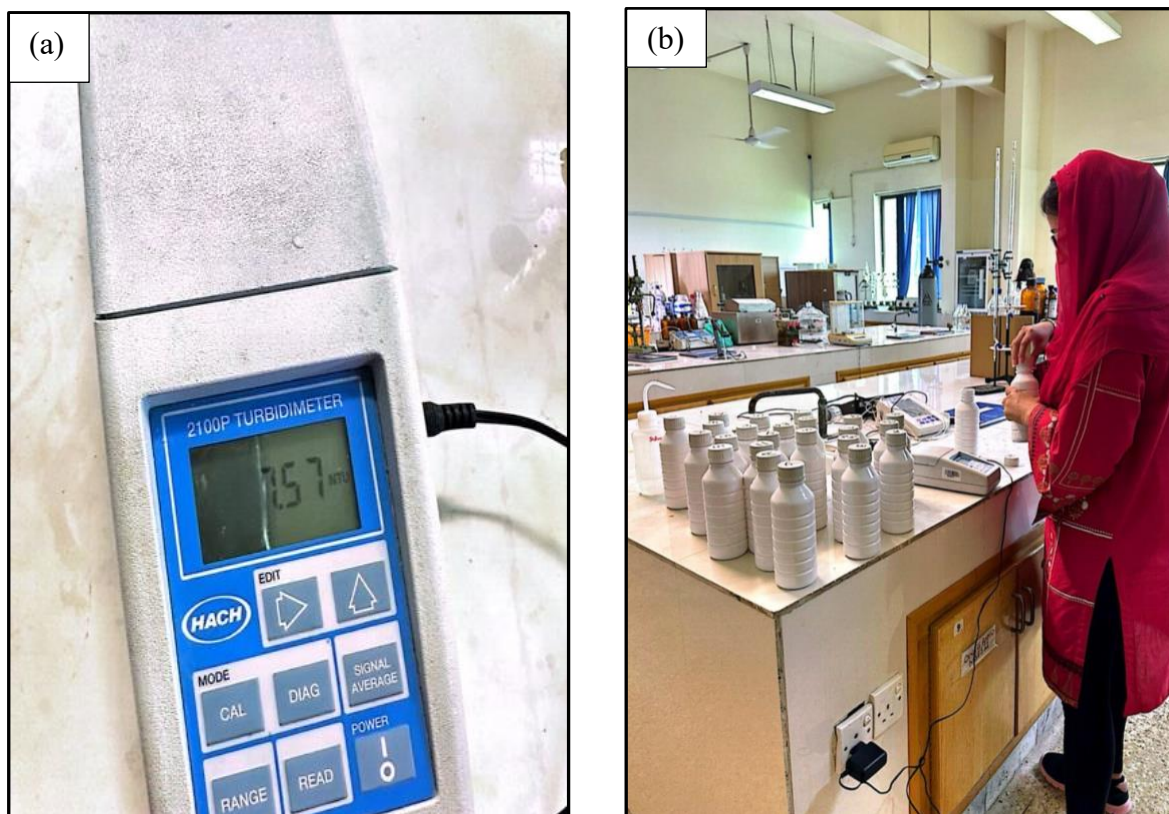 (a)
2100P TURBIDIMETER
7.57 NTU
EDIT
HACH
MODE
CAL
DIAG
SIGNAL
AVERAGE
POWER
RANGE
READ
(b)